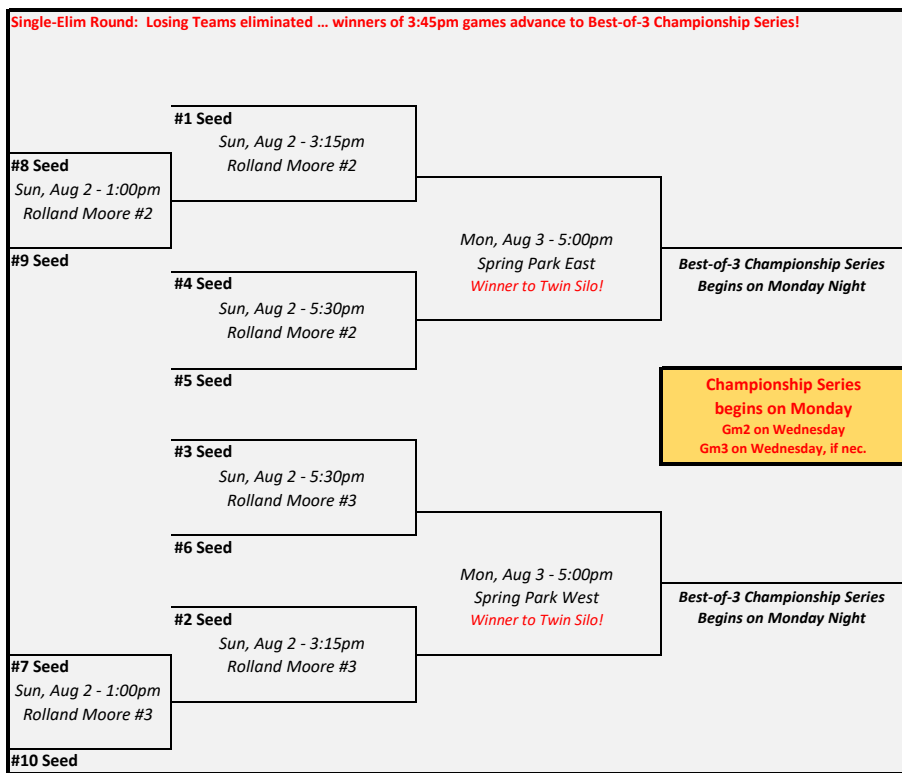 Single-Elim Round: Losing Teams eliminated ... winners of 3:45pm games advance to Best-of-3 Championship Series!
#1 Seed
Sun, Aug 2 - 3:15pm
Rolland Moore #2
#8 Seed
Sun, Aug 2 - 1:00pm
Rolland Moore #2
#9 Seed
Mon, Aug 3 - 5:00pm
Spring Park East
Winner to Twin Silo!
Best-of-3 Championship Series
Begins on Monday Night
#4 Seed
Sun, Aug 2 - 5:30pm
Rolland Moore #2
#5 Seed
Championship Series
begins on Monday
Gm2 on Wednesday
Gm3 on Wednesday, if nec.
#3 Seed
Sun, Aug 2 - 5:30pm
Rolland Moore #3
#6 Seed
Mon, Aug 3 - 5:00pm
Spring Park West
Winner to Twin Silo!
Best-of-3 Championship Series
Begins on Monday Night
#2 Seed
Sun, Aug 2 - 3:15pm
Rolland Moore #3
#7 Seed
Sun, Aug 2 - 1:00pm
Rolland Moore #3
#10 Seed